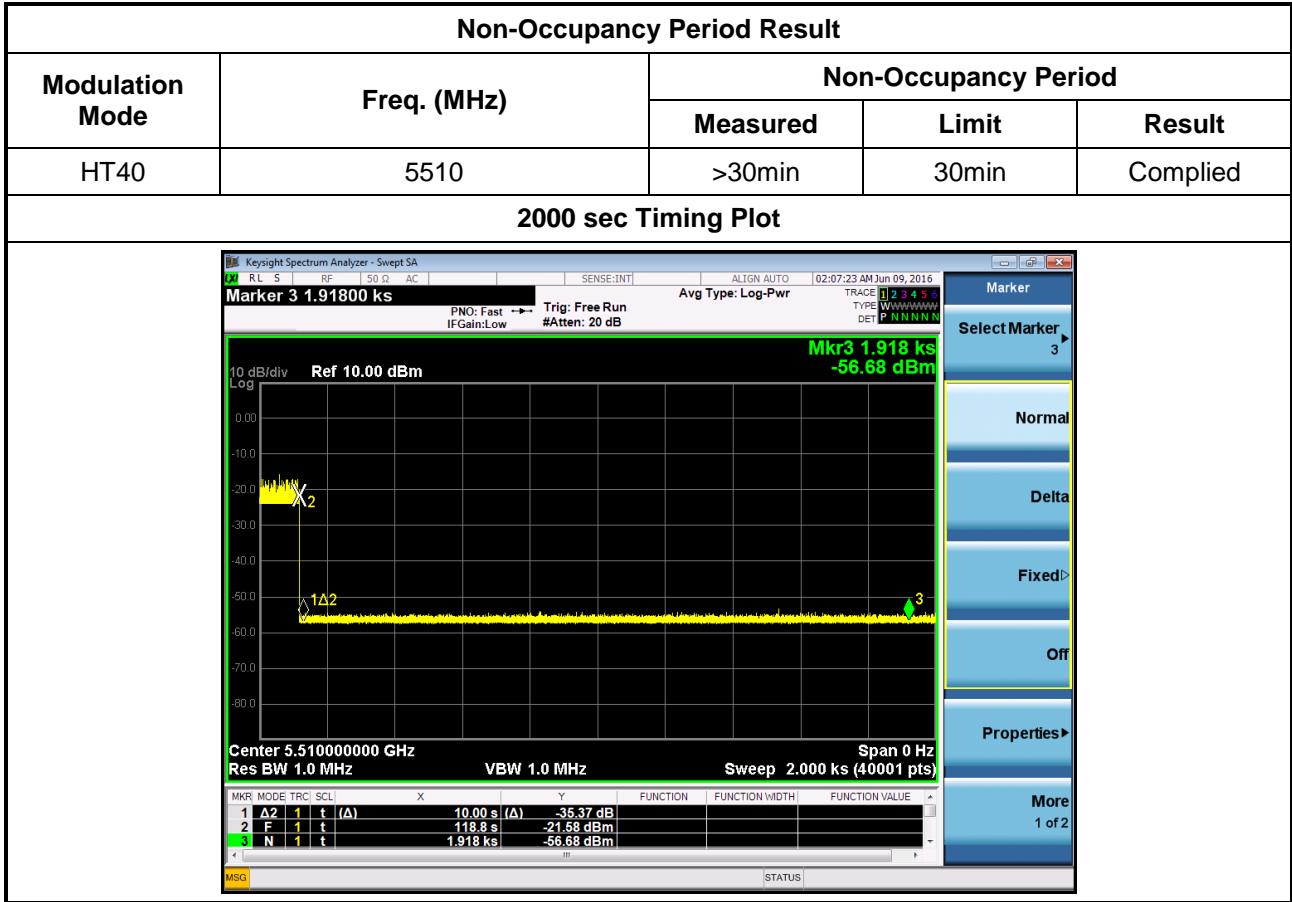 Non-Occupancy Period Result
Modulation Mode
Freq. (MHz)
Non-Occupancy Period
Measured
Limit
Result
HT40
5510
>30min
30min
Complied
2000 sec Timing Plot
Keysight Spectrum Analyzer - Swept SA
LXI RL S RF 50 Ω AC SENSE:INT ALIGN AUTO 02:07:23 AM Jun 09, 2016
Marker 3 1.91800 ks
PNO: Fast
IFGain:Low
Trig: Free Run
#Atten: 20 dB
Avg Type: Log-Pwr
TRACE 1 2 3 4 5 6
TYPE WWWWWW
DET P N N N N N
Mkr3 1.918 ks
-56.68 dBm
10 dB/div Ref 10.00 dBm
Log
0.00
-10.0
-20.0
-30.0
-40.0
-50.0
-60.0
-70.0
-80.0
2
1Δ2
3
Center 5.510000000 GHz Span 0 Hz
Res BW 1.0 MHz VBW 1.0 MHz Sweep 2.000 ks (40001 pts)
MKR MODE TRC SCL X Y FUNCTION FUNCTION WIDTH FUNCTION VALUE
1 Δ2 1 t (Δ) 10.00 s (Δ) -35.37 dB
2 F 1 t 118.8 s -21.58 dBm
3 N 1 t 1.918 ks -56.68 dBm
MSG STATUS
Marker
Select Marker
3
Normal
Delta
Fixed
Off
Properties
More
1 of 2